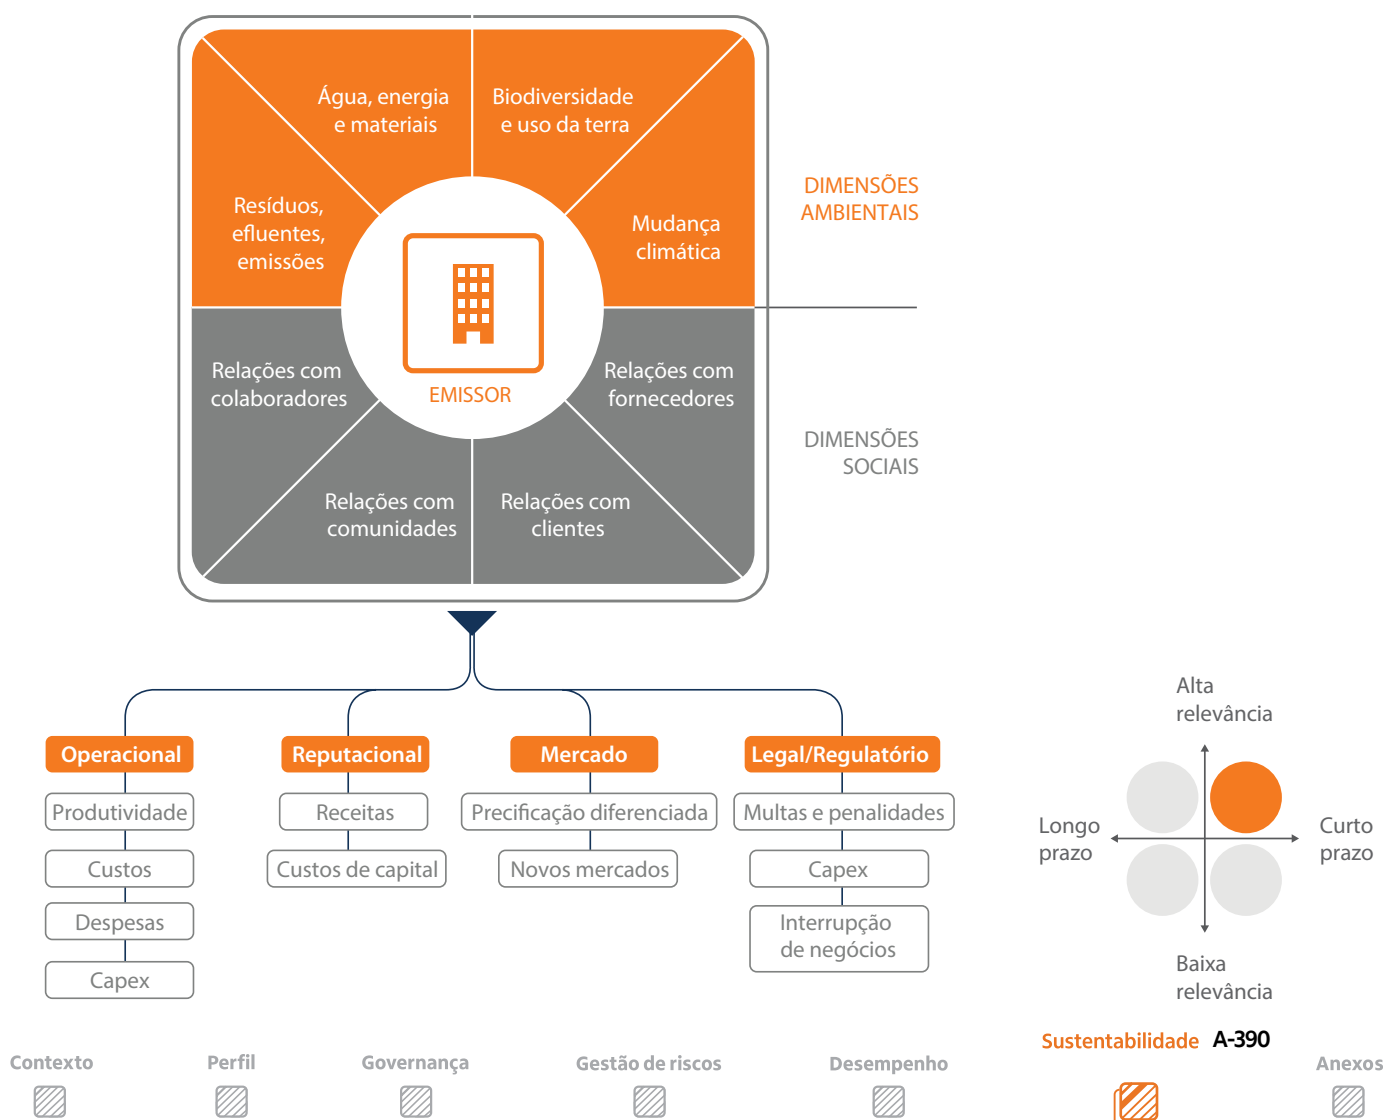 Água, energia
e materiais
Biodiversidade
e uso da terra
Resíduos,
efluentes,
emissões
Mudança
climática
DIMENSÕES
AMBIENTAIS
EMISSOR
Relações com
colaboradores
Relações com
fornecedores
Relações com
comunidades
Relações com
clientes
DIMENSÕES
SOCIAIS
Operacional
Produtividade
Custos
Despesas
Capex
Reputacional
Receitas
Custos de capital
Mercado
Precificação diferenciada
Novos mercados
Legal/Regulatório
Multas e penalidades
Capex
Interrupção
de negócios
Alta
relevância
Longo
prazo
Curto
prazo
Baixa
relevância
Contexto
Perfil
Governança
Gestão de riscos
Desempenho
Sustentabilidade A-390
Anexos